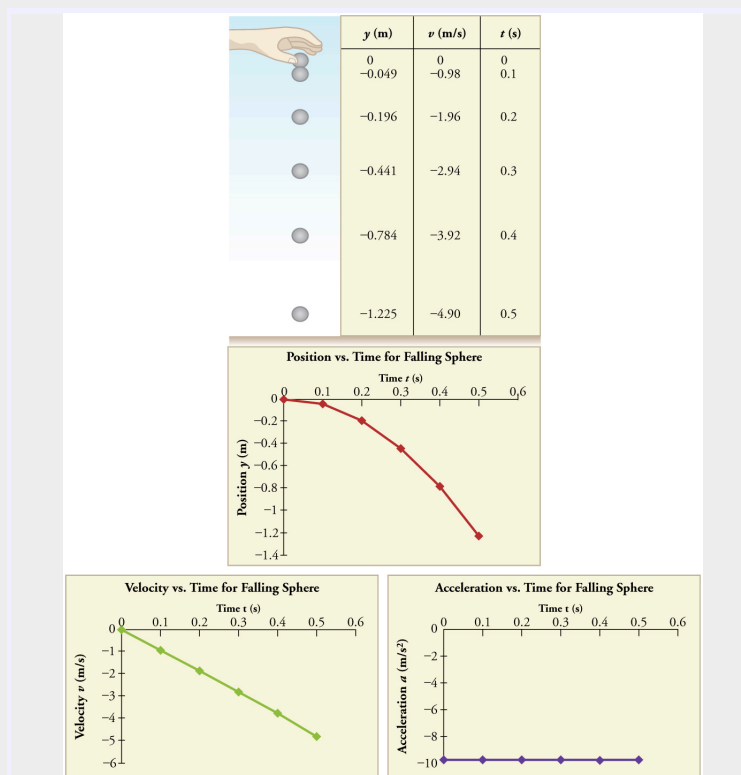 y (m) v (m/s) t (s)
0 0 0
−0.049 −0.98 0.1
−0.196 −1.96 0.2
−0.441 −2.94 0.3
−0.784 −3.92 0.4
−1.225 −4.90 0.5
Position vs. Time for Falling Sphere
Time t (s)
0 0.1 0.2 0.3 0.4 0.5 0.6
0
−0.2
−0.4
−0.6
−0.8
−1
−1.2
−1.4
Position y (m)
Velocity vs. Time for Falling Sphere
Time t (s)
0 0.1 0.2 0.3 0.4 0.5 0.6
0
−1
−2
−3
−4
−5
−6
Velocity v (m/s)
Acceleration vs. Time for Falling Sphere
Time t (s)
0 0.1 0.2 0.3 0.4 0.5 0.6
0
−2
−4
−6
−8
−10
Acceleration a (m/s²)